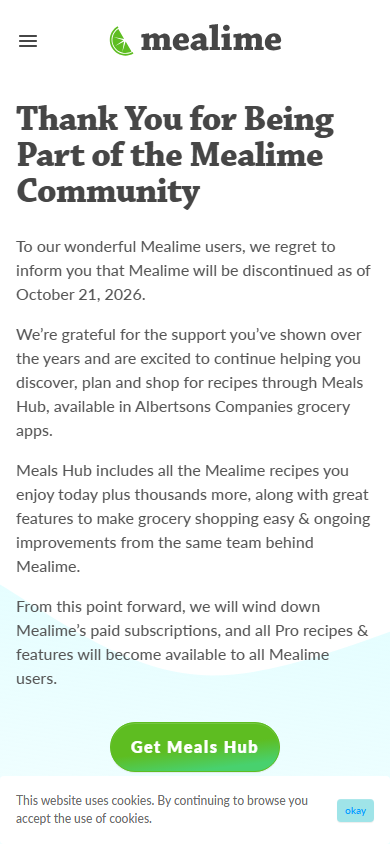 mealime
Thank You for Being
Part of the Mealime
Community
To our wonderful Mealime users, we regret to
inform you that Mealime will be discontinued as of
October 21, 2026.
We’re grateful for the support you’ve shown over
the years and are excited to continue helping you
discover, plan and shop for recipes through Meals
Hub, available in Albertsons Companies grocery
apps.
Meals Hub includes all the Mealime recipes you
enjoy today plus thousands more, along with great
features to make grocery shopping easy & ongoing
improvements from the same team behind
Mealime.
From this point forward, we will wind down
Mealime’s paid subscriptions, and all Pro recipes &
features will become available to all Mealime
users.
Get Meals Hub
This website uses cookies. By continuing to browse you
accept the use of cookies.
okay